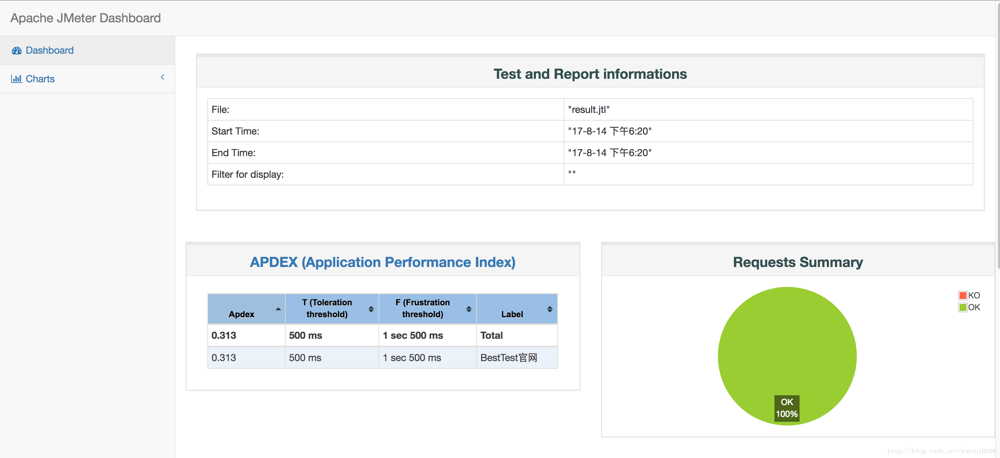 Apache JMeter Dashboard
Dashboard
Charts
Test and Report informations
File: "result.jtl"
Start Time: "17-8-14 下午6:20"
End Time: "17-8-14 下午6:20"
Filter for display: ""
APDEX (Application Performance Index)
Apdex T (Toleration threshold) F (Frustration threshold) Label
0.313 500 ms 1 sec 500 ms Total
0.313 500 ms 1 sec 500 ms BestTest官网
Requests Summary
KO
OK
OK
100%
http://blog.csdn.net/wuyou10206